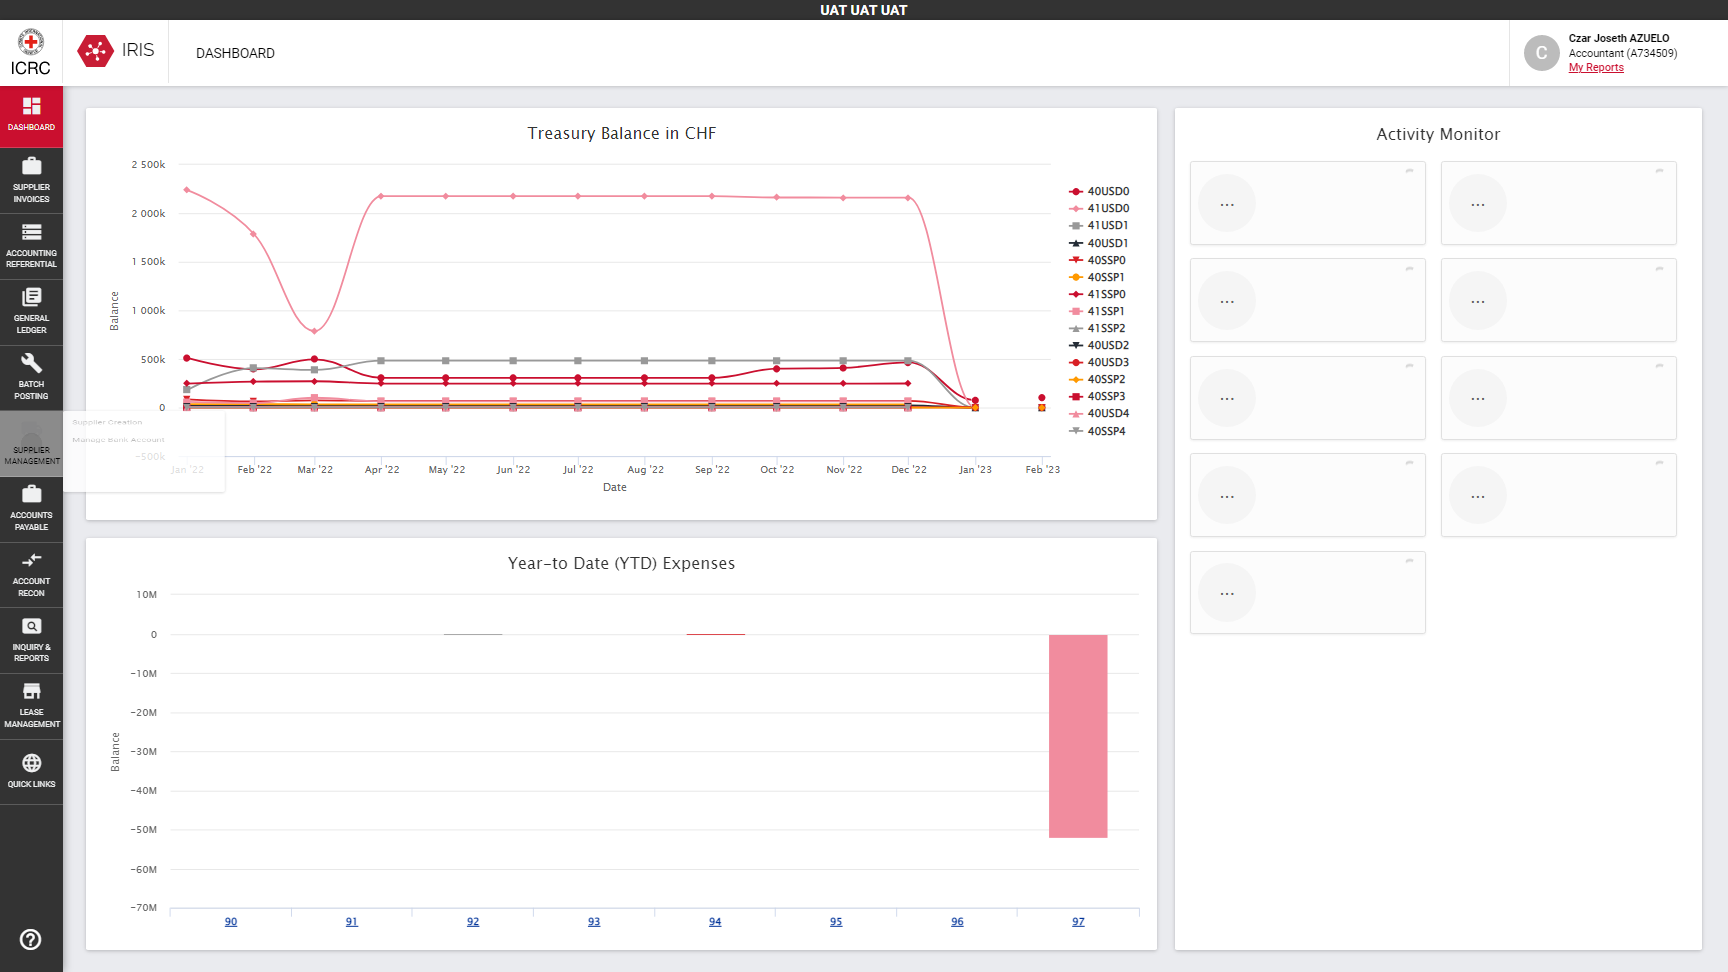 UAT UAT UAT
ICRC
IRIS
DASHBOARD
Czar Joseth AZUELO
Accountant (A734509)
My Reports
C
DASHBOARD
SUPPLIER
INVOICES
ACCOUNTING
REFERENTIAL
GENERAL
LEDGER
BATCH
POSTING
SUPPLIER
MANAGEMENT
Supplier Creation
Manage Bank Account
ACCOUNTS
PAYABLE
ACCOUNT
RECON
INQUIRY &
REPORTS
LEASE
MANAGEMENT
QUICK LINKS
Treasury Balance in CHF
2 500k
2 000k
1 500k
1 000k
500k
0
-500k
Balance
Jan '22
Feb '22
Mar '22
Apr '22
May '22
Jun '22
Jul '22
Aug '22
Sep '22
Oct '22
Nov '22
Dec '22
Jan '23
Feb '23
Date
40USD0
41USD0
41USD1
40USD1
40SSP0
40SSP1
41SSP0
41SSP1
41SSP2
40USD2
40USD3
40SSP2
40SSP3
40USD4
40SSP4
Year-to Date (YTD) Expenses
10M
0
-10M
-20M
-30M
-40M
-50M
-60M
-70M
Balance
90
91
92
93
94
95
96
97
Activity Monitor
...
...
...
...
...
...
...
...
...